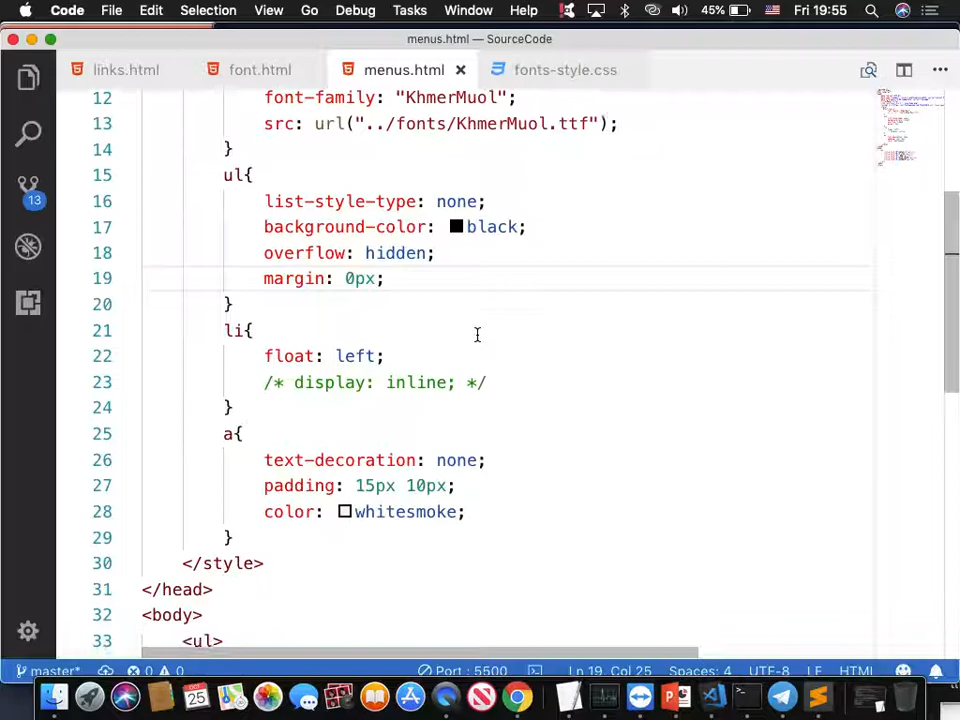 Code File Edit Selection View Go Debug Tasks Window Help 45% Fri 19:55
menus.html — SourceCode
links.html font.html menus.html fonts-style.css
12 font-family: "KhmerMuol";
13 src: url("../fonts/KhmerMuol.ttf");
14 }
15 ul{
16 list-style-type: none;
17 background-color: black;
18 overflow: hidden;
19 margin: 0px;
20 }
21 li{
22 float: left;
23 /* display: inline; */
24 }
25 a{
26 text-decoration: none;
27 padding: 15px 10px;
28 color: whitesmoke;
29 }
30 </style>
31 </head>
32 <body>
33 <ul>
13
master* 0 0 Port : 5500 Ln 19, Col 25 Spaces: 4 UTF-8 LF HTML
25